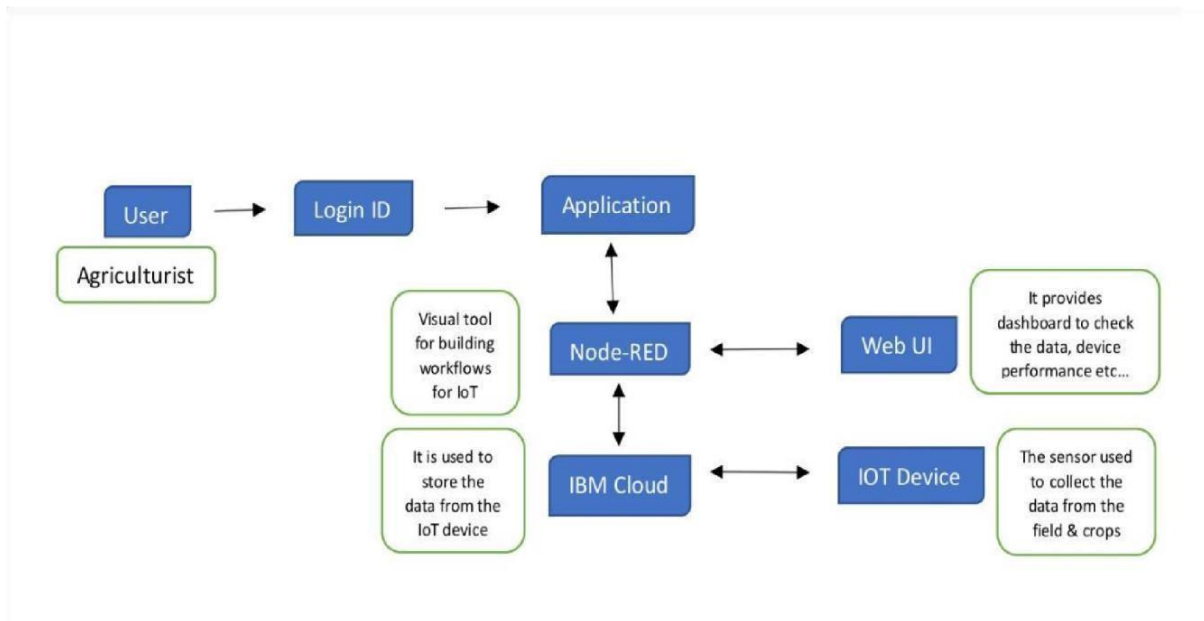 User
Login ID
Application
Agriculturist
Visual tool
for building
workflows
for IoT
Node-RED
Web UI
It provides
dashboard to check
the data, device
performance etc...
It is used to
store the
data from the
IoT device
IBM Cloud
IOT Device
The sensor used
to collect the
data from the
field & crops